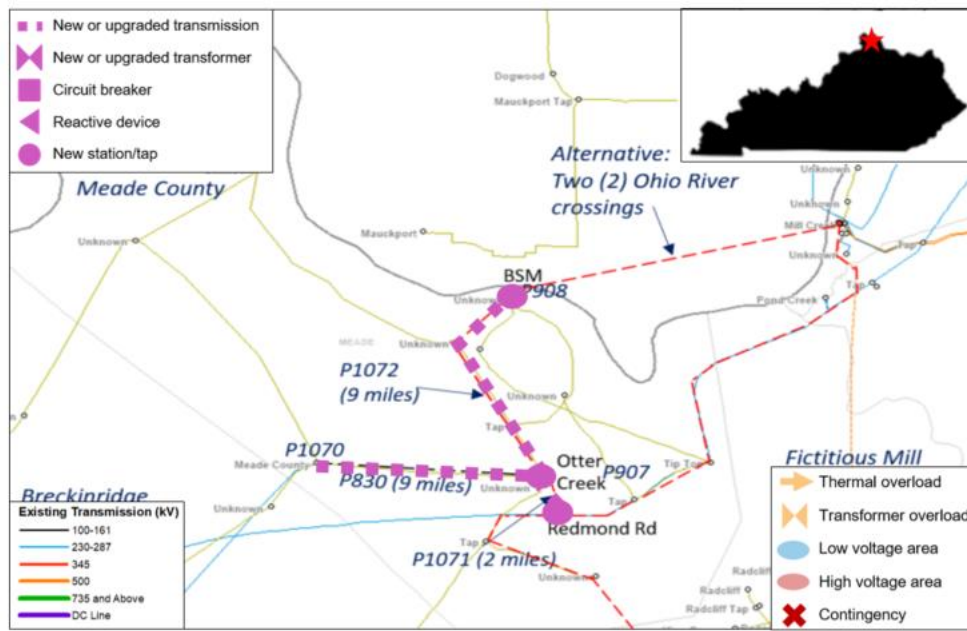 New or upgraded transmission
New or upgraded transformer
Circuit breaker
Reactive device
New station/tap
Dogwood
Mauckport Tap
Alternative:
Two (2) Ohio River
crossings
Meade County
Unknown
Mauckport
Unknown
Unknown
Mill Creek
Tap
Unknown
Tap
Pond Creek
BSM
Unknown
P908
MEADE
Unknown
P1072
(9 miles)
Unknown
Tap
P1070
Meade County
P830 (9 miles)
Otter
Creek
Unknown
P907
Tip Top
Fictitious Mill
Breckinridge
Unknown
Tap
Redmond Rd
Tap
P1071 (2 miles)
Unknown
Radcliff
Radcliff Tap
Existing Transmission (kV)
100-161
230-287
345
500
735 and Above
DC Line
Thermal overload
Transformer overload
Low voltage area
High voltage area
Contingency